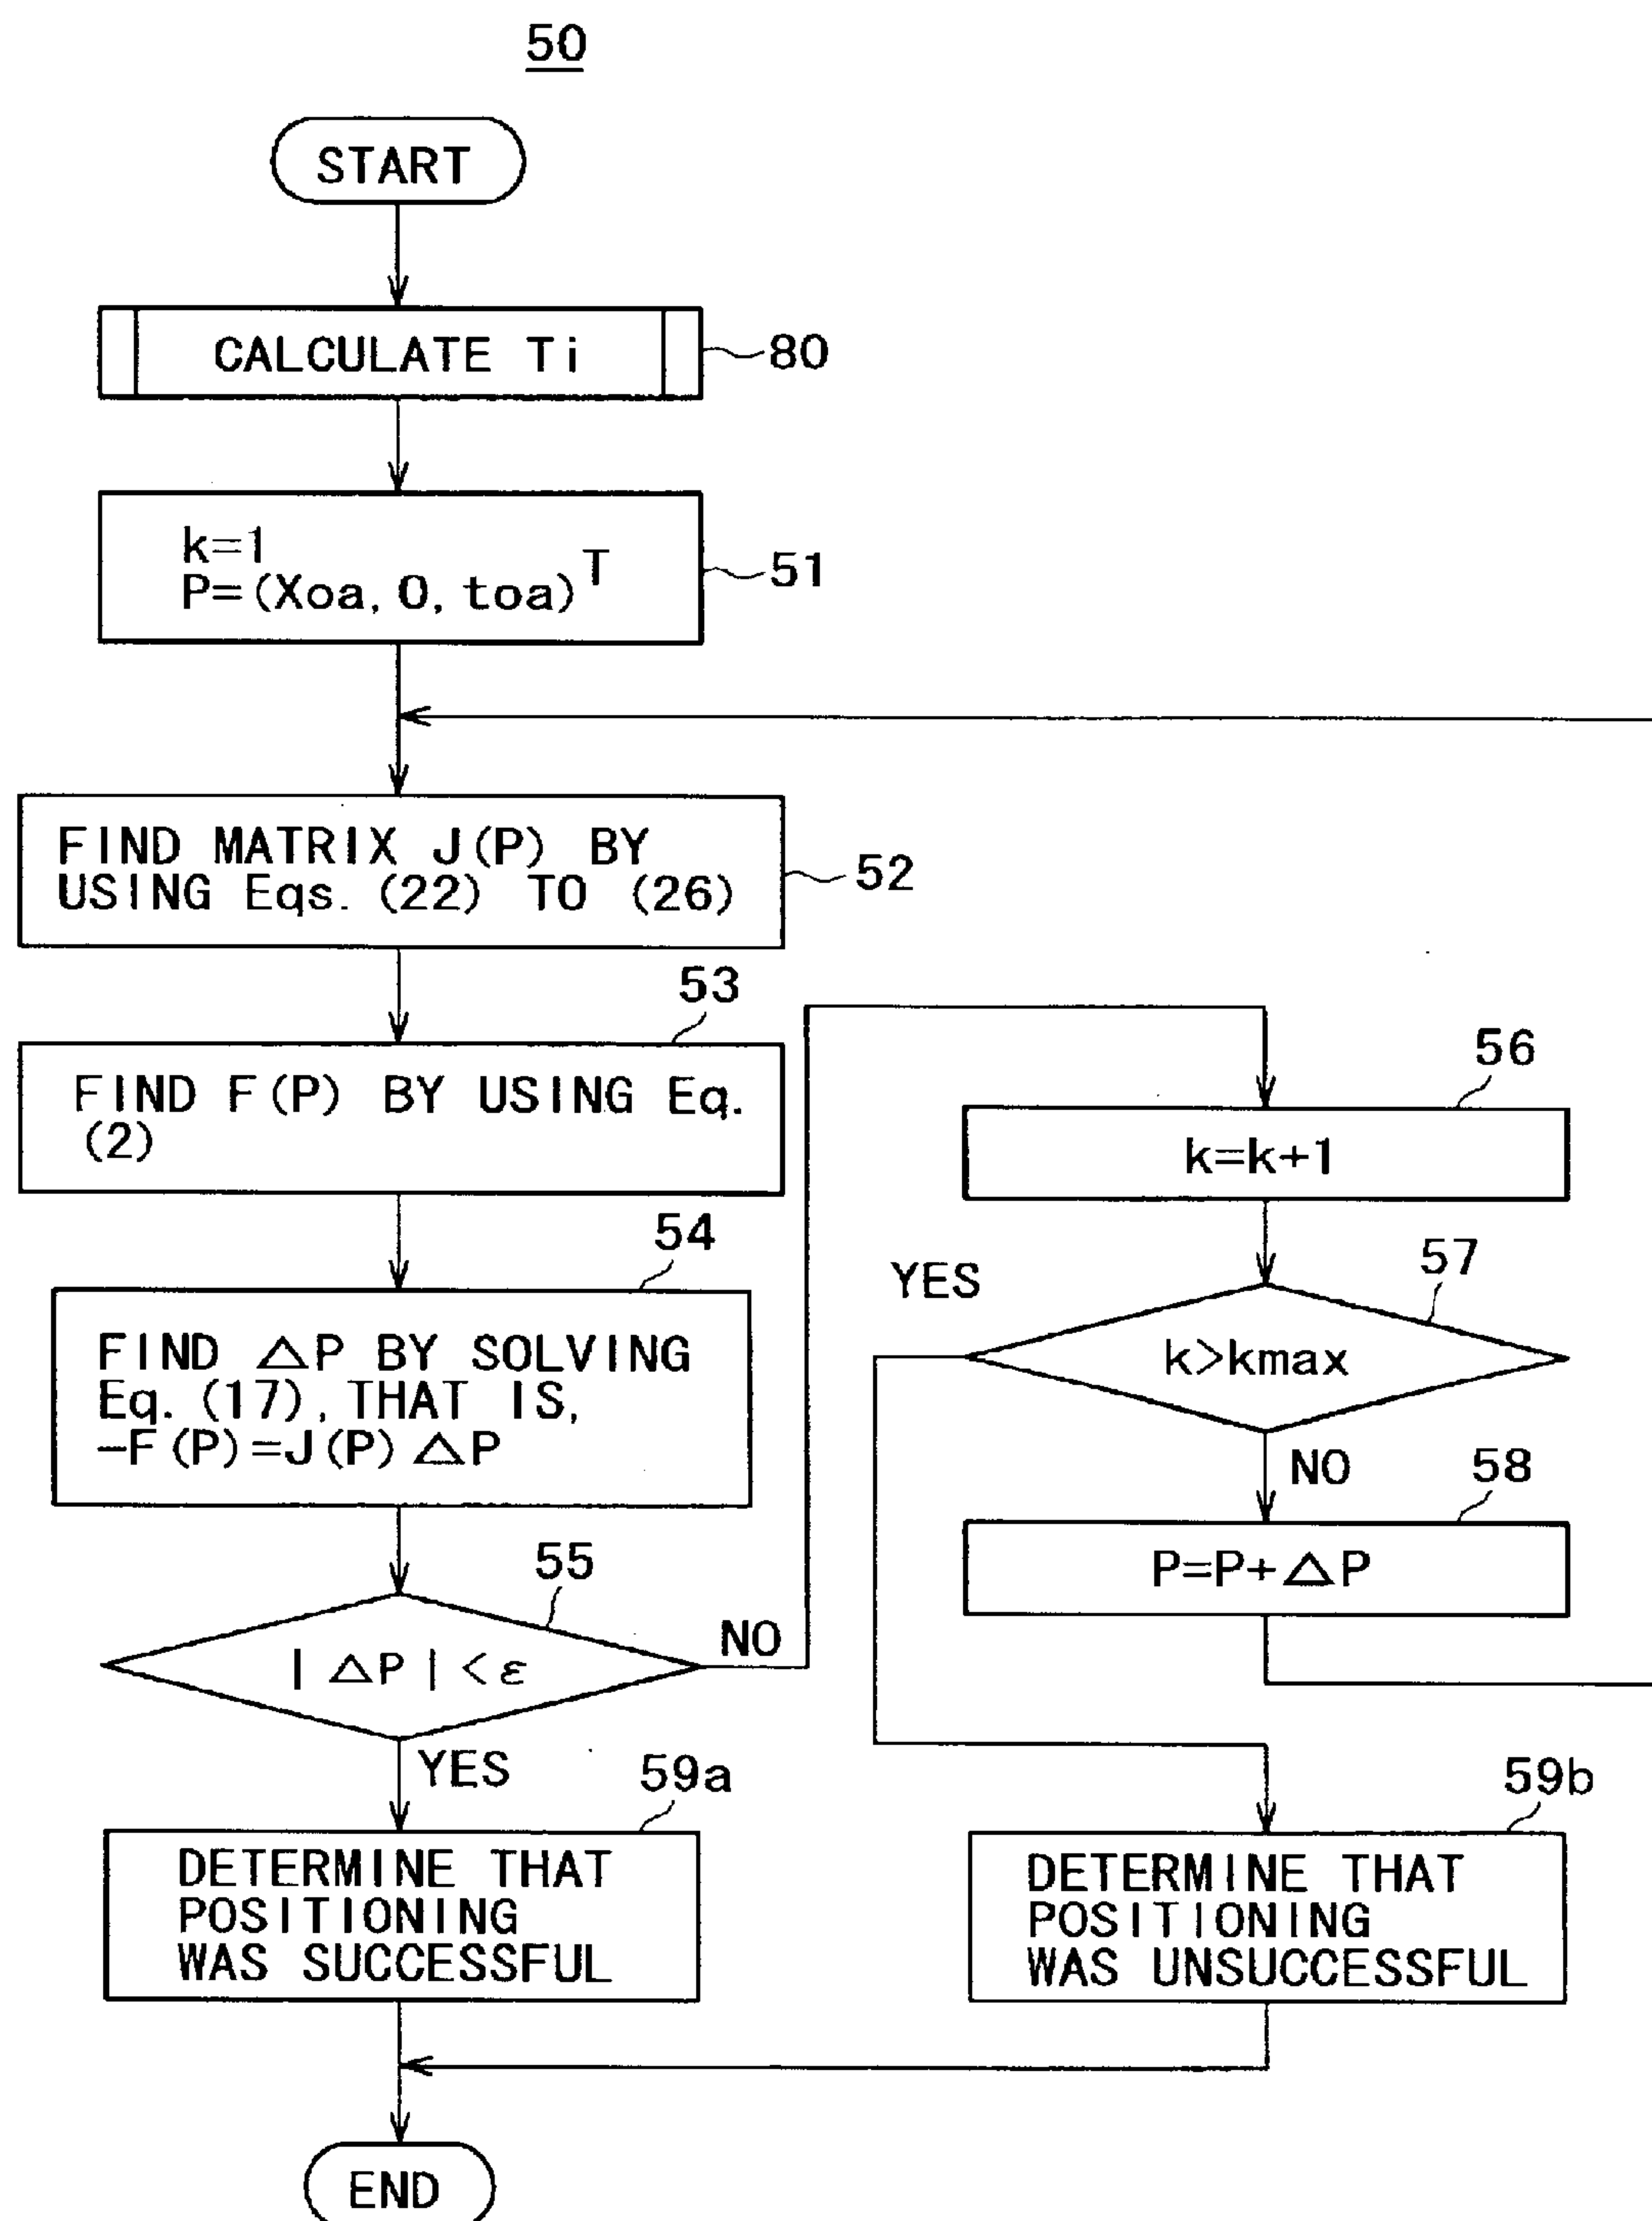 50
START
CALCULATE Ti
80
k=1
P=(Xoa, 0, toa)T
51
FIND MATRIX J(P) BY
USING Eqs. (22) TO (26)
52
53
FIND F(P) BY USING Eq.
(2)
54
FIND △P BY SOLVING
Eq. (17), THAT IS,
-F(P)=J(P)△P
55
|△P|<ε
NO
YES
59a
DETERMINE THAT
POSITIONING
WAS SUCCESSFUL
56
k=k+1
57
YES
k>kmax
NO
58
P=P+△P
59b
DETERMINE THAT
POSITIONING
WAS UNSUCCESSFUL
END